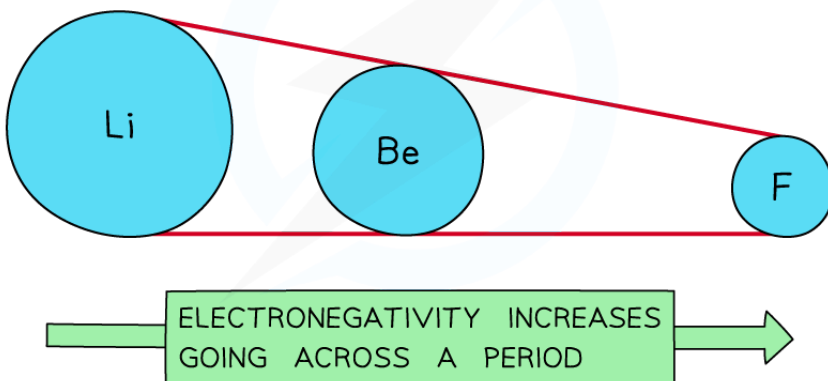 Li
Be
F
ELECTRONEGATIVITY INCREASES
GOING ACROSS A PERIOD